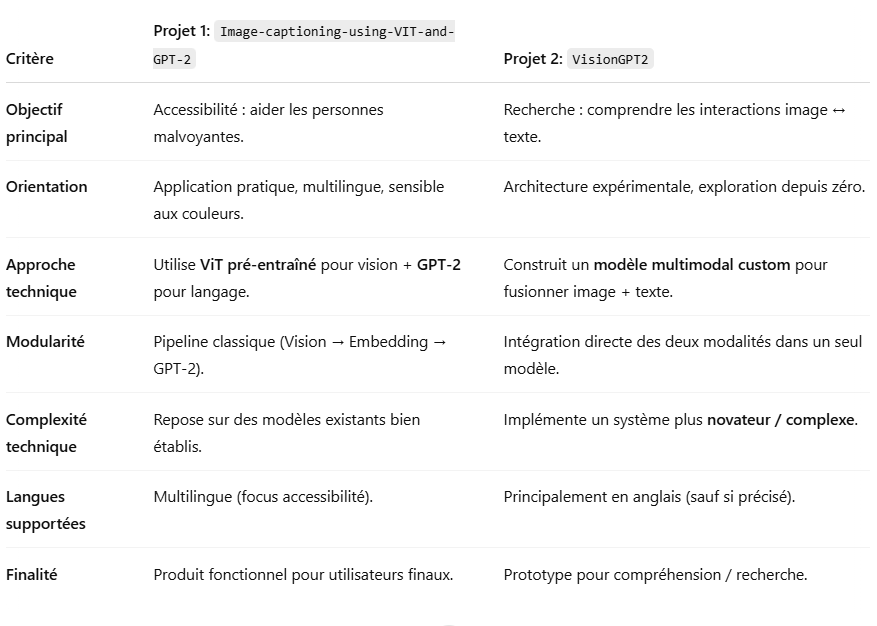 Critère
Projet 1: Image-captioning-using-VIT-and-
GPT-2
Projet 2: VisionGPT2
Objectif
principal
Accessibilité : aider les personnes
malvoyantes.
Recherche : comprendre les interactions image ↔
texte.
Orientation
Application pratique, multilingue, sensible
aux couleurs.
Architecture expérimentale, exploration depuis zéro.
Approche
technique
Utilise ViT pré-entraîné pour vision + GPT-2
pour langage.
Construit un modèle multimodal custom pour
fusionner image + texte.
Modularité
Pipeline classique (Vision → Embedding →
GPT-2).
Intégration directe des deux modalités dans un seul
modèle.
Complexité
technique
Repose sur des modèles existants bien
établis.
Implémente un système plus novateur / complexe.
Langues
supportées
Multilingue (focus accessibilité).
Principalement en anglais (sauf si précisé).
Finalité
Produit fonctionnel pour utilisateurs finaux.
Prototype pour compréhension / recherche.